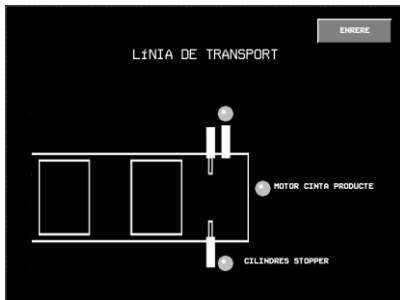 ENRERE
LíNIA DE TRANSPORT
MOTOR CINTA PRODUCTE
CILINDRES STOPPER